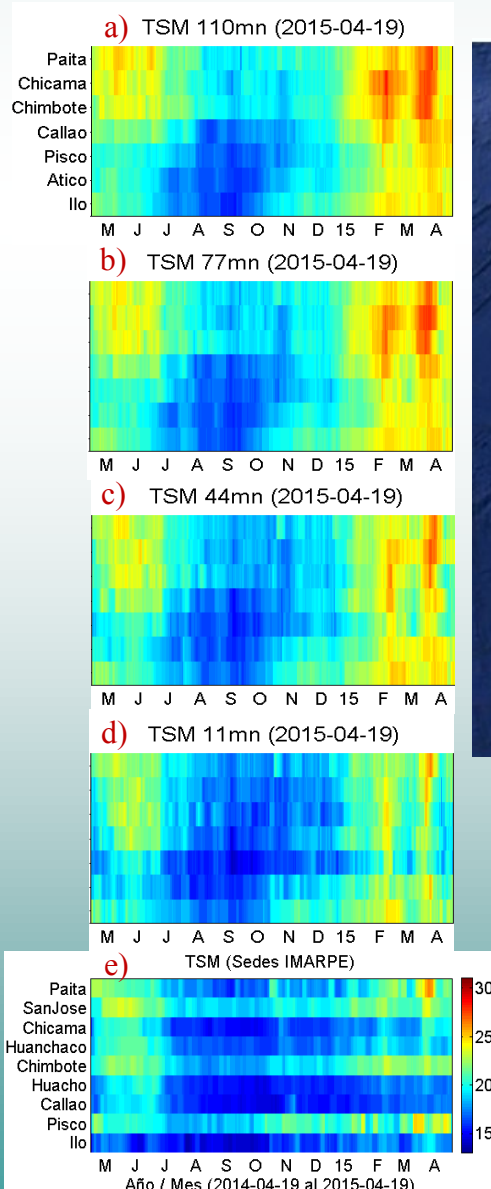 a) TSM 110mn (2015-04-19)
Paita
Chicama
Chimbote
Callao
Pisco
Atico
Ilo
M J J A S O N D 15 F M A
b) TSM 77mn (2015-04-19)
M J J A S O N D 15 F M A
c) TSM 44mn (2015-04-19)
M J J A S O N D 15 F M A
d) TSM 11mn (2015-04-19)
M J J A S O N D 15 F M A
e) TSM (Sedes IMARPE)
Paita
SanJose
Chicama
Huanchaco
Chimbote
Huacho
Callao
Pisco
Ilo
30
25
20
15
M J J A S O N D 15 F M A
Año / Mes (2014-04-19 al 2015-04-19)